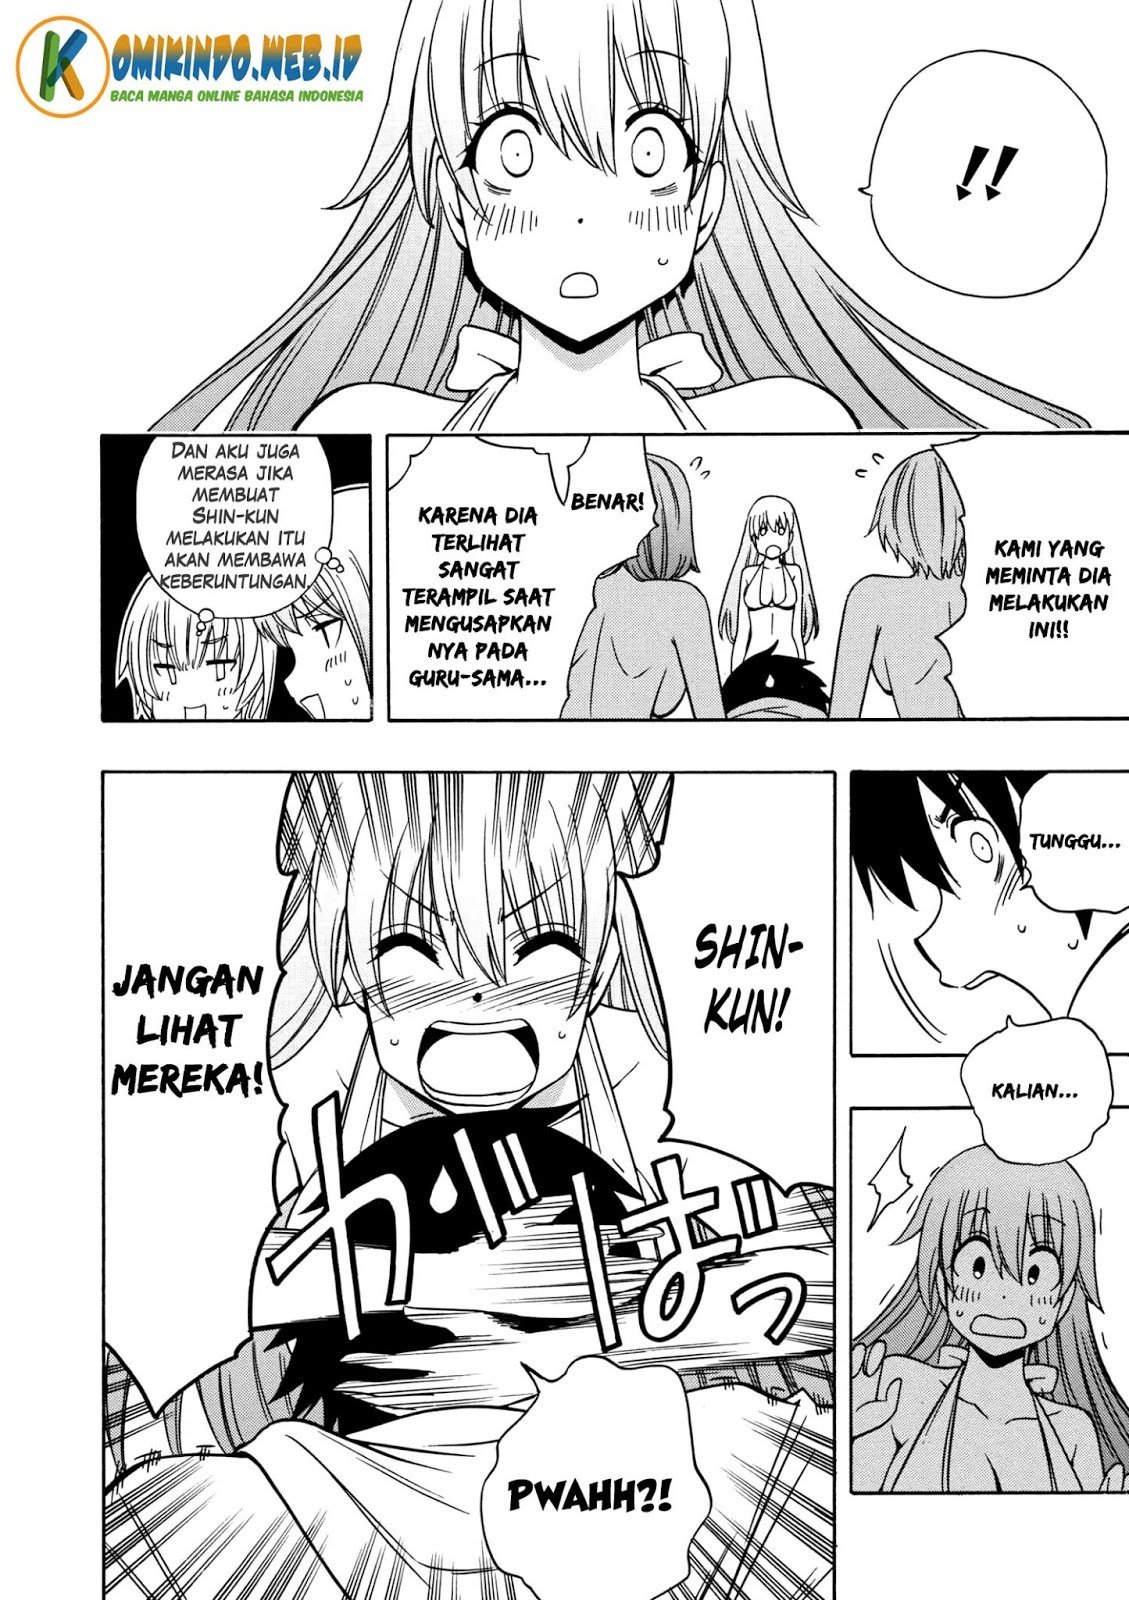 KOMIKINDO.WEB.ID
BACA MANGA ONLINE BAHASA INDONESIA
!!
KAMI YANG
MEMINTA DIA
MELAKUKAN
INI!!
BENAR!
KARENA DIA
TERLIHAT
SANGAT
TERAMPIL SAAT
MENGUSAPKAN
NYA PADA
GURU-SAMA...
DAN AKU JUGA
MERASA JIKA
MEMBUAT
SHIN-KUN
MELAKUKAN ITU
AKAN MEMBAWA
KEBERUNTUNGAN.
TUNGGU...
KALIAN...
SHIN-
KUN!
JANGAN
LIHAT
MEREKA!
ガバーっ
PWAHH?!